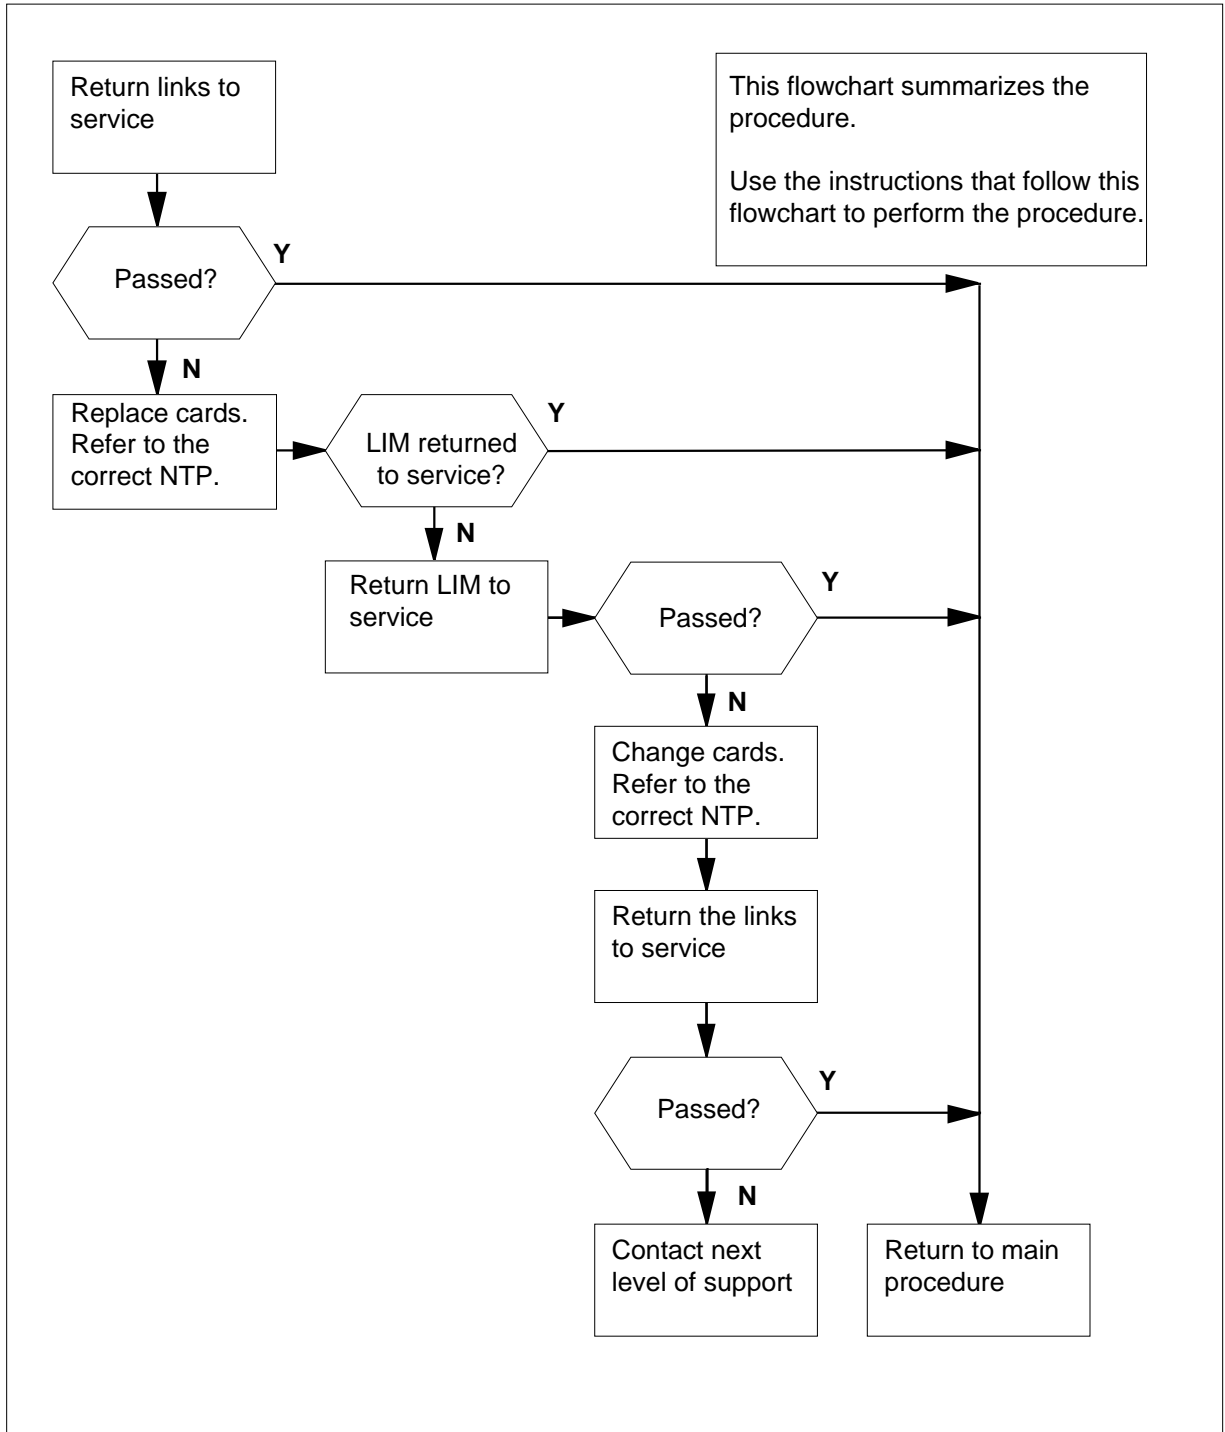 Return links to
service
This flowchart summarizes the
procedure.
Use the instructions that follow this
flowchart to perform the procedure.
Passed?
Y
N
Replace cards.
Refer to the
correct NTP.
LIM returned
to service?
Y
N
Return LIM to
service
Passed?
Y
N
Change cards.
Refer to the
correct NTP.
Return the links
to service
Passed?
Y
N
Contact next
level of support
Return to main
procedure